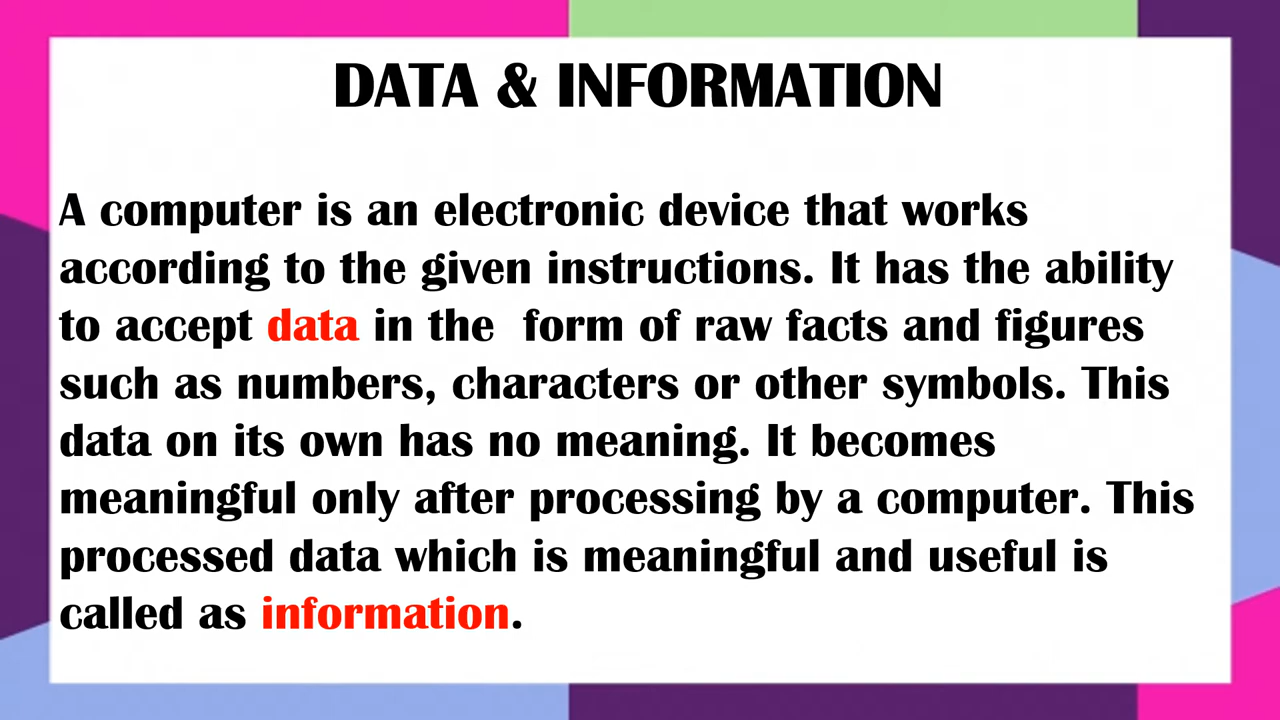 DATA & INFORMATION
A computer is an electronic device that works
according to the given instructions. It has the ability
to accept data in the  form of raw facts and figures
such as numbers, characters or other symbols. This
data on its own has no meaning. It becomes
meaningful only after processing by a computer. This
processed data which is meaningful and useful is
called as information.